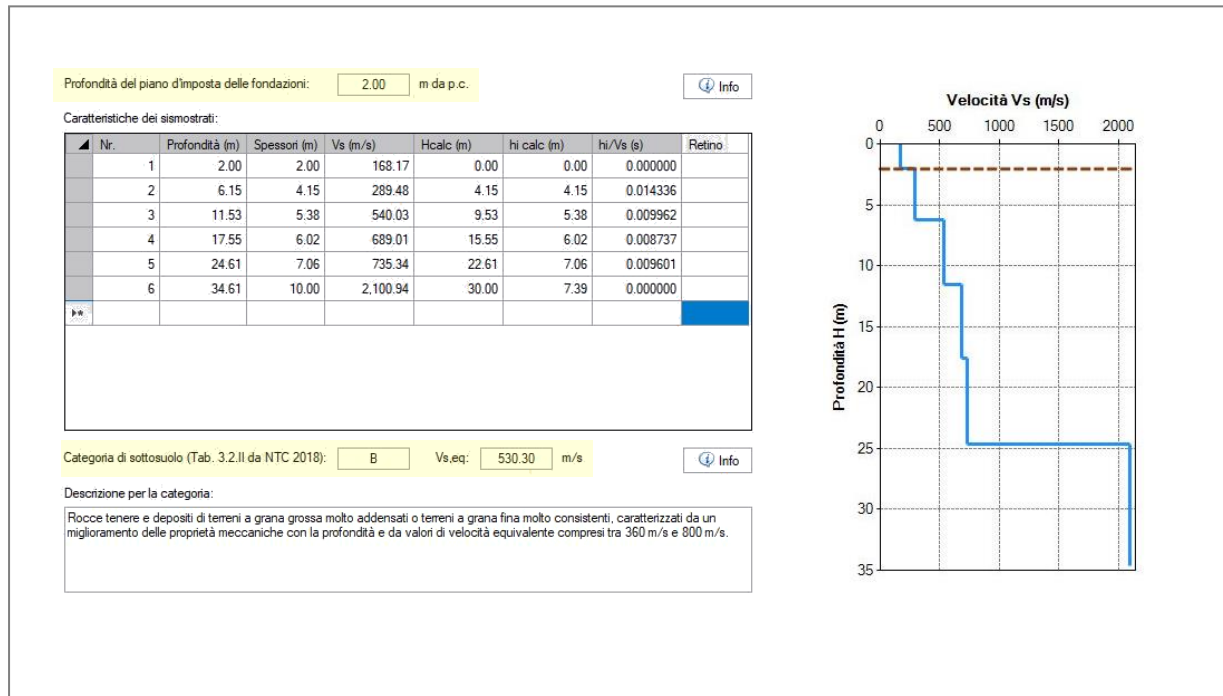 Profondità del piano d'imposta delle fondazioni: 2.00 m da p.c. Info
Caratteristiche dei sismostrati:
Nr. Profondità (m) Spessori (m) Vs (m/s) Hcalc (m) hi calc (m) hi/Vs (s) Retino
1 2.00 2.00 168.17 0.00 0.00 0.000000
2 6.15 4.15 289.48 4.15 4.15 0.014336
3 11.53 5.38 540.03 9.53 5.38 0.009962
4 17.55 6.02 689.01 15.55 6.02 0.008737
5 24.61 7.06 735.34 22.61 7.06 0.009601
6 34.61 10.00 2,100.94 30.00 7.39 0.000000
Categoria di sottosuolo (Tab. 3.2.II da NTC 2018): B Vs,eq: 530.30 m/s Info
Descrizione per la categoria:
Rocce tenere e depositi di terreni a grana grossa molto addensati o terreni a grana fina molto consistenti, caratterizzati da un
miglioramento delle proprietà meccaniche con la profondità e da valori di velocità equivalente compresi tra 360 m/s e 800 m/s.
Velocità Vs (m/s)
0 500 1000 1500 2000
Profondità H (m)
0
5
10
15
20
25
30
35